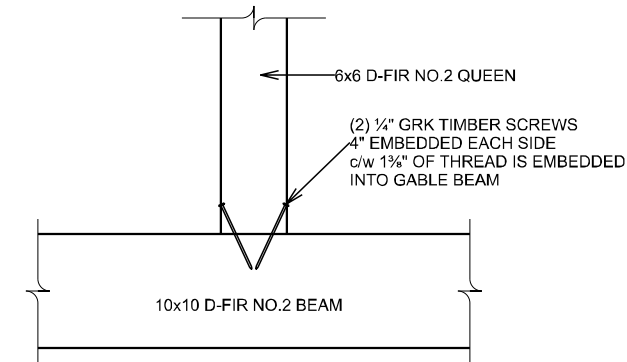 6x6 D-FIR NO.2 QUEEN
(2) ¼" GRK TIMBER SCREWS
4" EMBEDDED EACH SIDE
c/w 1⅜" OF THREAD IS EMBEDDED
INTO GABLE BEAM
10x10 D-FIR NO.2 BEAM